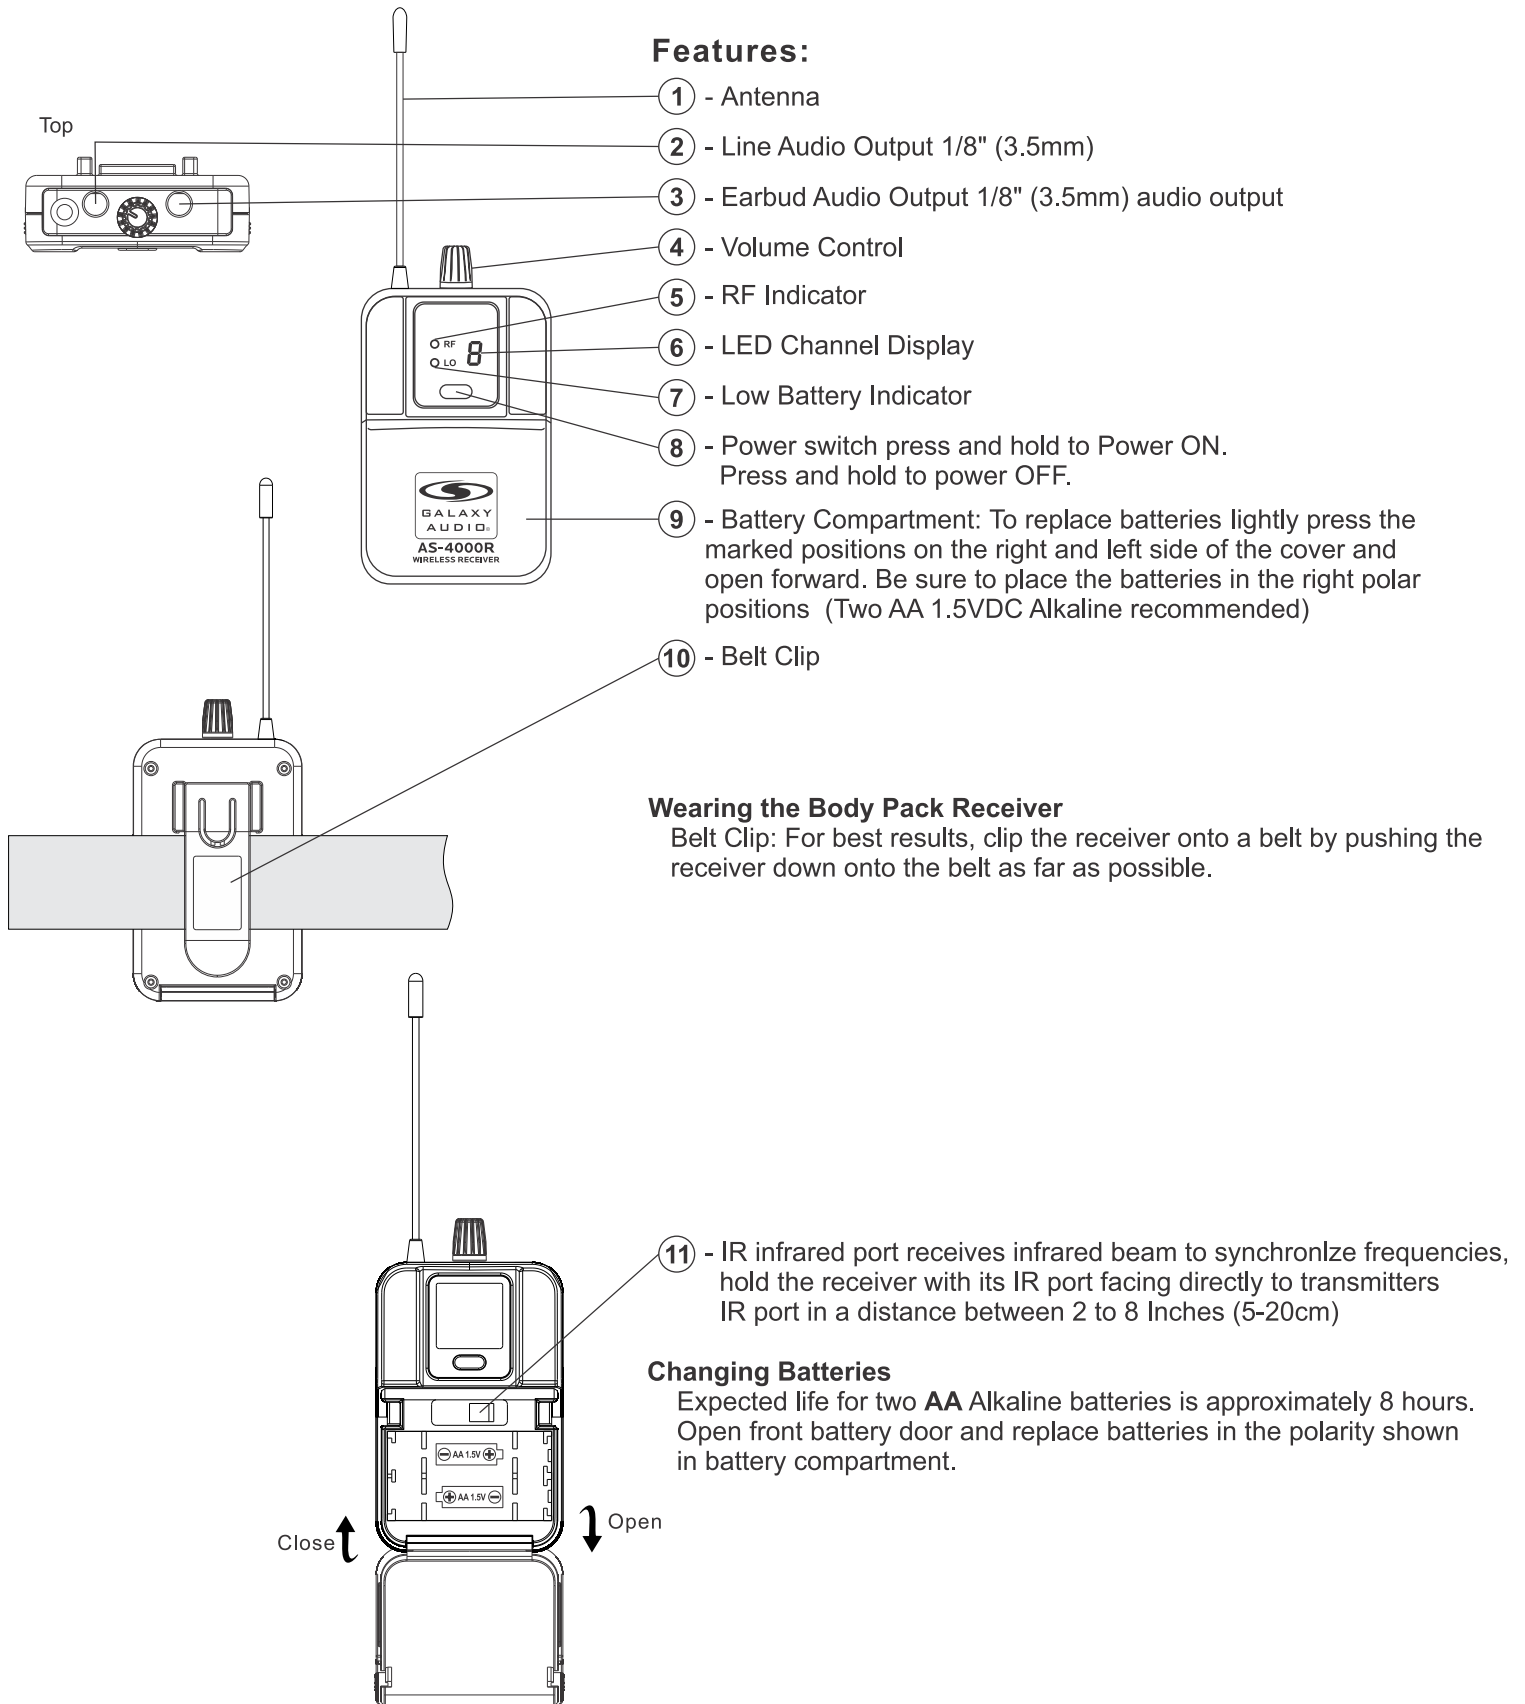 Features:
1 - Antenna
Top
2 - Line Audio Output 1/8" (3.5mm)
3 - Earbud Audio Output 1/8" (3.5mm) audio output
4 - Volume Control
5 - RF Indicator
RF
6 - LED Channel Display
8
LO
7 - Low Battery Indicator
8 - Power switch press and hold to Power ON.
Press and hold to power OFF.
GALAXY
AUDIO®
AS-4000R
WIRELESS RECEIVER
9 - Battery Compartment: To replace batteries lightly press the
marked positions on the right and left side of the cover and
open forward. Be sure to place the batteries in the right polar
positions (Two AA 1.5VDC Alkaline recommended)
10 - Belt Clip
Wearing the Body Pack Receiver
Belt Clip: For best results, clip the receiver onto a belt by pushing the
receiver down onto the belt as far as possible.
11 - IR infrared port receives infrared beam to synchronIze frequencies,
hold the receiver with its IR port facing directly to transmitters
IR port in a distance between 2 to 8 Inches (5-20cm)
Changing Batteries
Expected life for two AA Alkaline batteries is approximately 8 hours.
Open front battery door and replace batteries in the polarity shown
in battery compartment.
- AA 1.5V +
+ AA 1.5V -
Close
Open